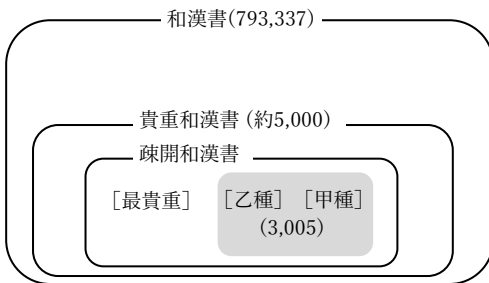 和漢書(793,337)
貴重和漢書 (約5,000)
疎開和漢書
［最貴重］ ［乙種］ ［甲種］
(3,005)